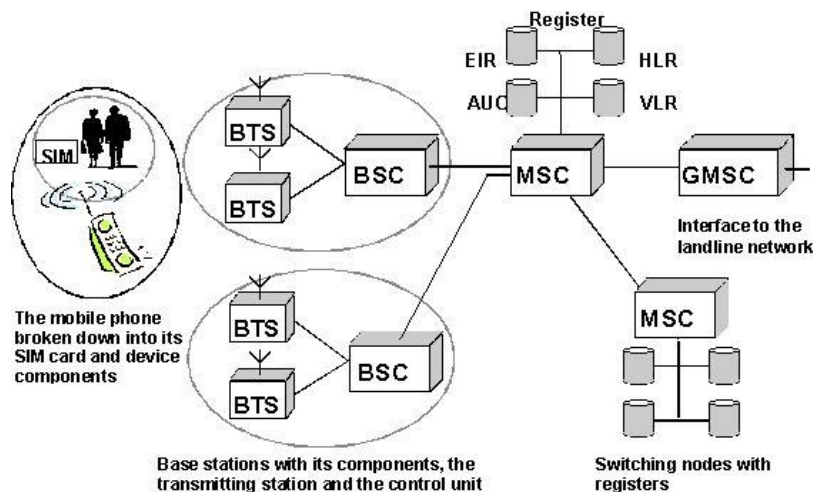 Register
EIR
HLR
AUC
VLR
SIM
BTS
BTS
BSC
MSC
GMSC
Interface to the
landline network
The mobile phone
broken down into its
SIM card and device
components
BTS
BTS
BSC
MSC
Base stations with its components, the
transmitting station and the control unit
Switching nodes with
registers